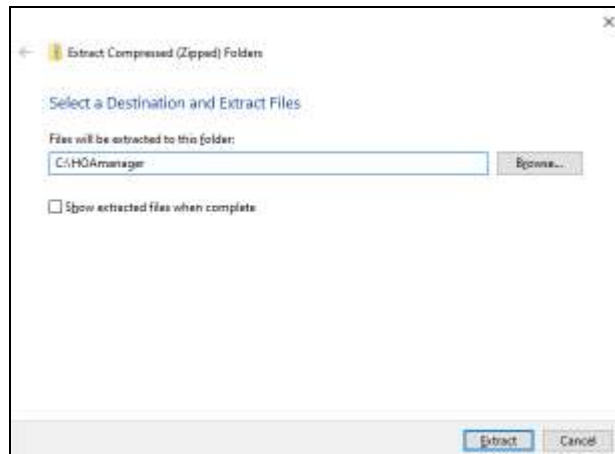 Extract Compressed (Zipped) Folders
Select a Destination and Extract Files
Files will be extracted to this folder:
C:\HOAmanager
Browse...
Show extracted files when complete
Extract
Cancel